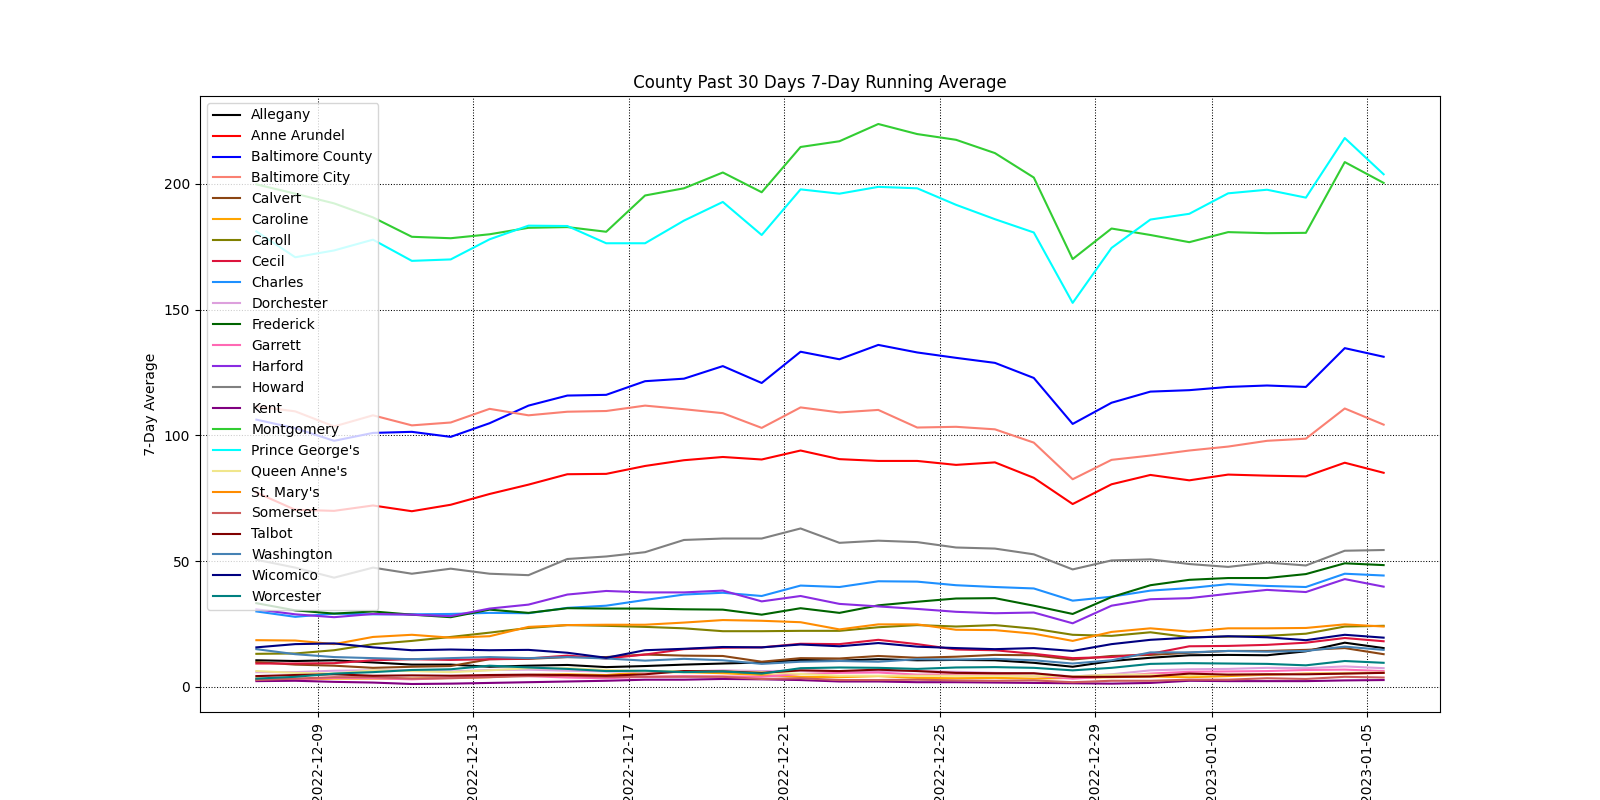 County Past 30 Days 7-Day Running Average
Allegany
Anne Arundel
Baltimore County
Baltimore City
Calvert
Caroline
Caroll
Cecil
Charles
Dorchester
Frederick
Garrett
Harford
Howard
Kent
Montgomery
Prince George's
Queen Anne's
St. Mary's
Somerset
Talbot
Washington
Wicomico
Worcester
7-Day Average
200
150
100
50
0
2022-12-09
2022-12-13
2022-12-17
2022-12-21
2022-12-25
2022-12-29
2023-01-01
2023-01-05